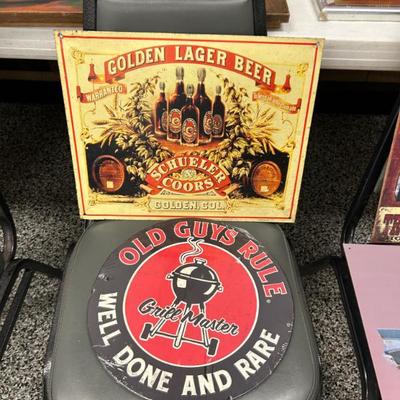 GOLDEN LAGER BEER
WARRANTED
SCHUELER
&
COORS
GOLDEN, COL.
OLD GUYS RULE
®
Grill Master
WELL DONE AND RARE